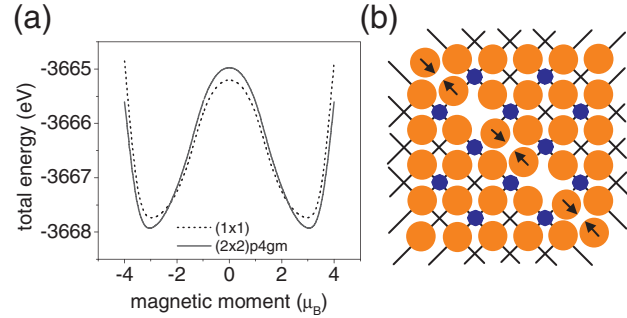 (a)
(b)
-3665
-3666
-3667
-3668
total energy (eV)
(1x1)
(2x2)p4gm
-4 -2 0 2 4
magnetic moment (μB)